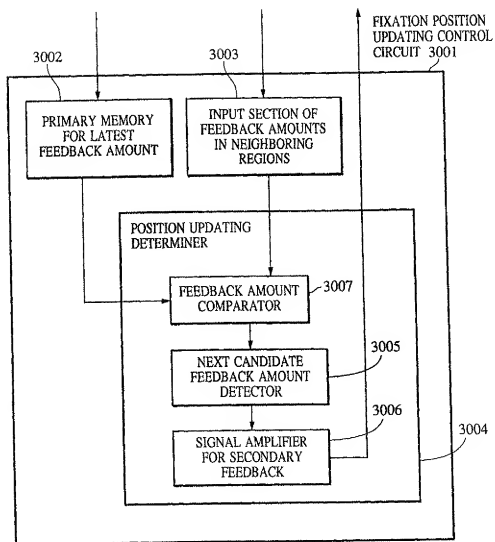 FIXATION POSITION
UPDATING CONTROL
CIRCUIT 3001
3002
3003
PRIMARY MEMORY
FOR LATEST
FEEDBACK AMOUNT
INPUT SECTION OF
FEEDBACK AMOUNTS
IN NEIGHBORING
REGIONS
POSITION UPDATING
DETERMINER
FEEDBACK AMOUNT
COMPARATOR
3007
NEXT CANDIDATE
FEEDBACK AMOUNT
DETECTOR
3005
3006
SIGNAL AMPLIFIER
FOR SECONDARY
FEEDBACK
3004